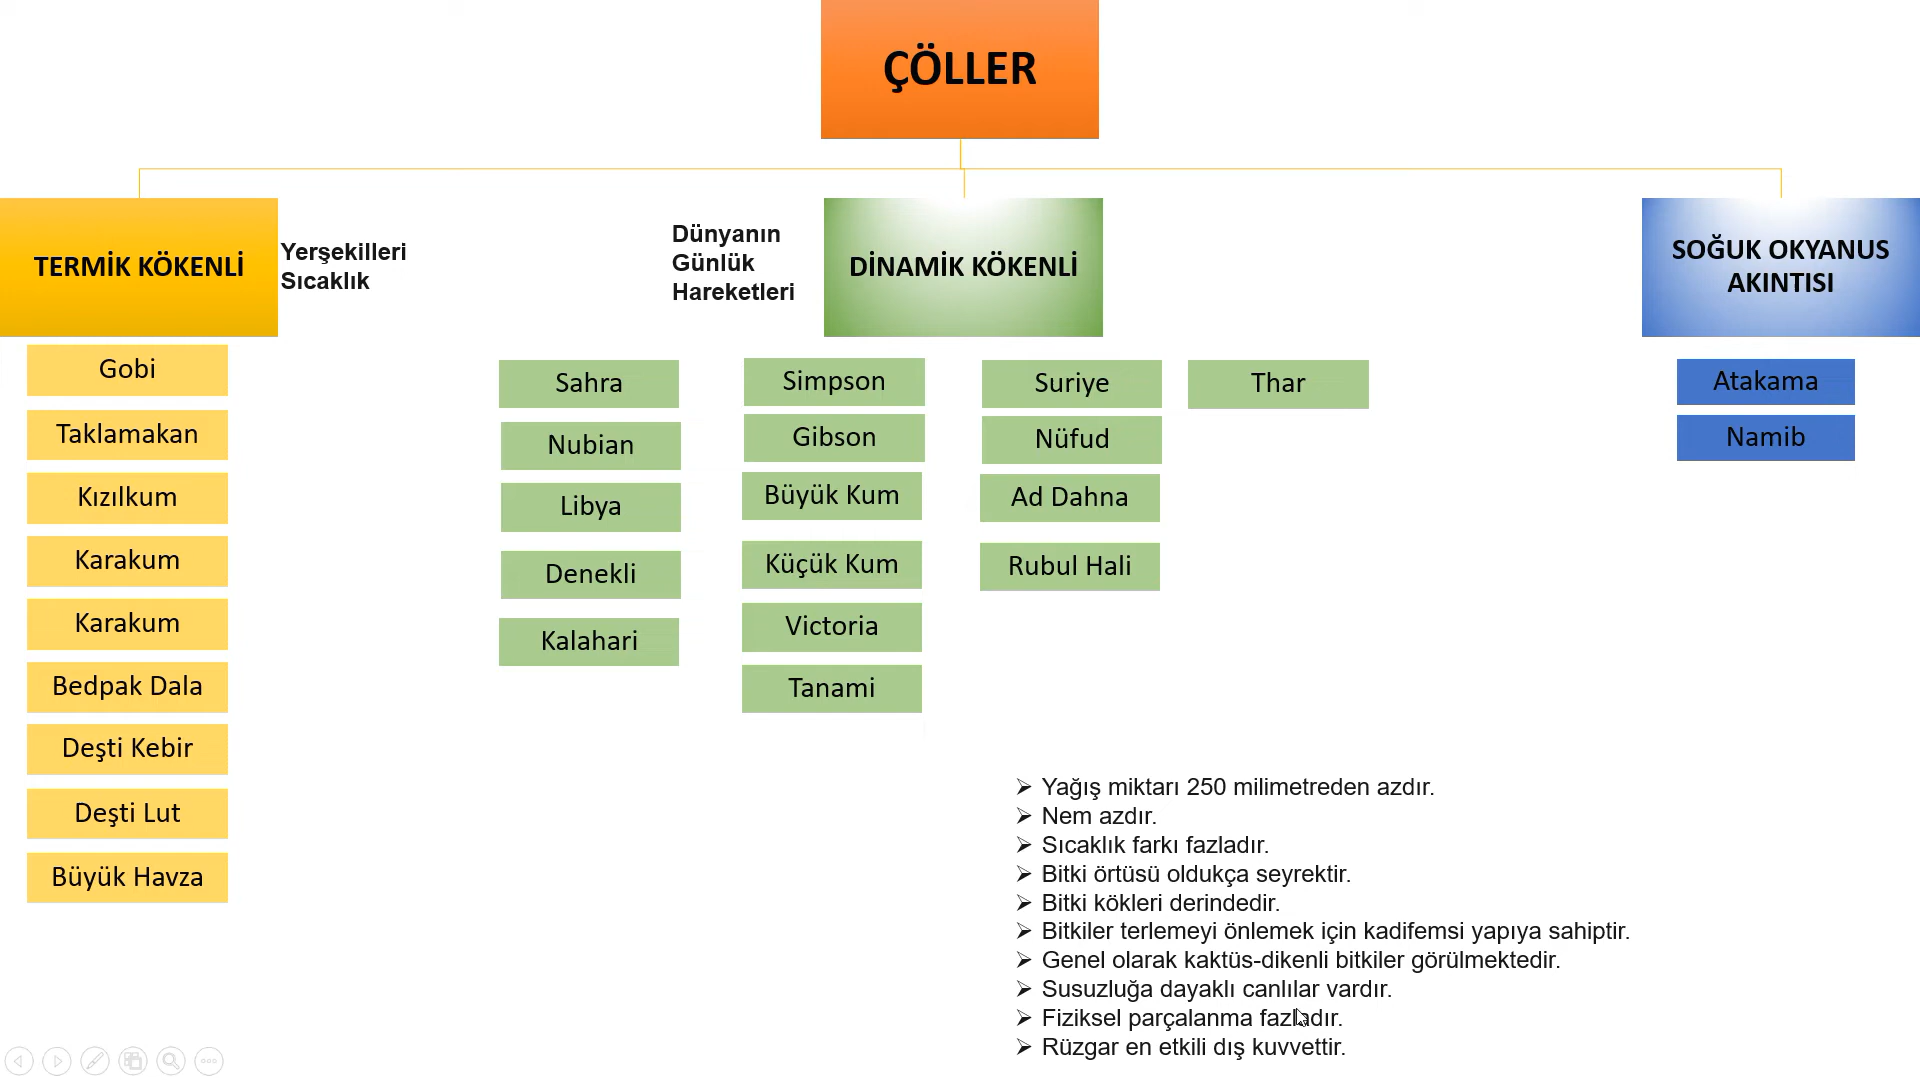 ÇÖLLER
TERMİK KÖKENLİ
Yerşekilleri
Sıcaklık
Dünyanın
Günlük
Hareketleri
DİNAMİK KÖKENLİ
SOĞUK OKYANUS
AKINTISI
Gobi
Taklamakan
Kızılkum
Karakum
Karakum
Bedpak Dala
Deşti Kebir
Deşti Lut
Büyük Havza
Sahra
Nubian
Libya
Denekli
Kalahari
Simpson
Gibson
Büyük Kum
Küçük Kum
Victoria
Tanami
Suriye
Nüfud
Ad Dahna
Rubul Hali
Thar
Atakama
Namib
➢ Yağış miktarı 250 milimetreden azdır.
➢ Nem azdır.
➢ Sıcaklık farkı fazladır.
➢ Bitki örtüsü oldukça seyrektir.
➢ Bitki kökleri derindedir.
➢ Bitkiler terlemeyi önlemek için kadifemsi yapıya sahiptir.
➢ Genel olarak kaktüs-dikenli bitkiler görülmektedir.
➢ Susuzluğa dayaklı canlılar vardır.
➢ Fiziksel parçalanma fazladır.
➢ Rüzgar en etkili dış kuvvettir.